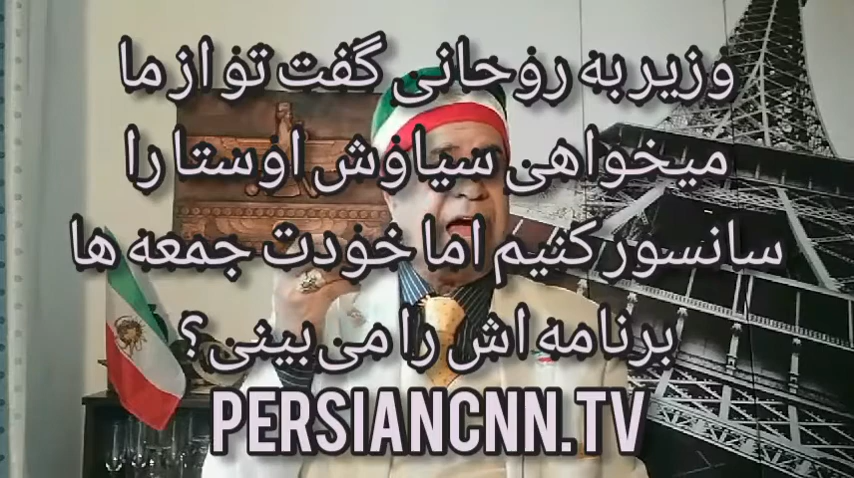 وزیر به روحانی گفت تو از ما
میخواهی سیاوش اوستا را
سانسور کنیم اما خودت جمعه ها
برنامه اش را می‌بینی؟
PERSIANCNN.TV